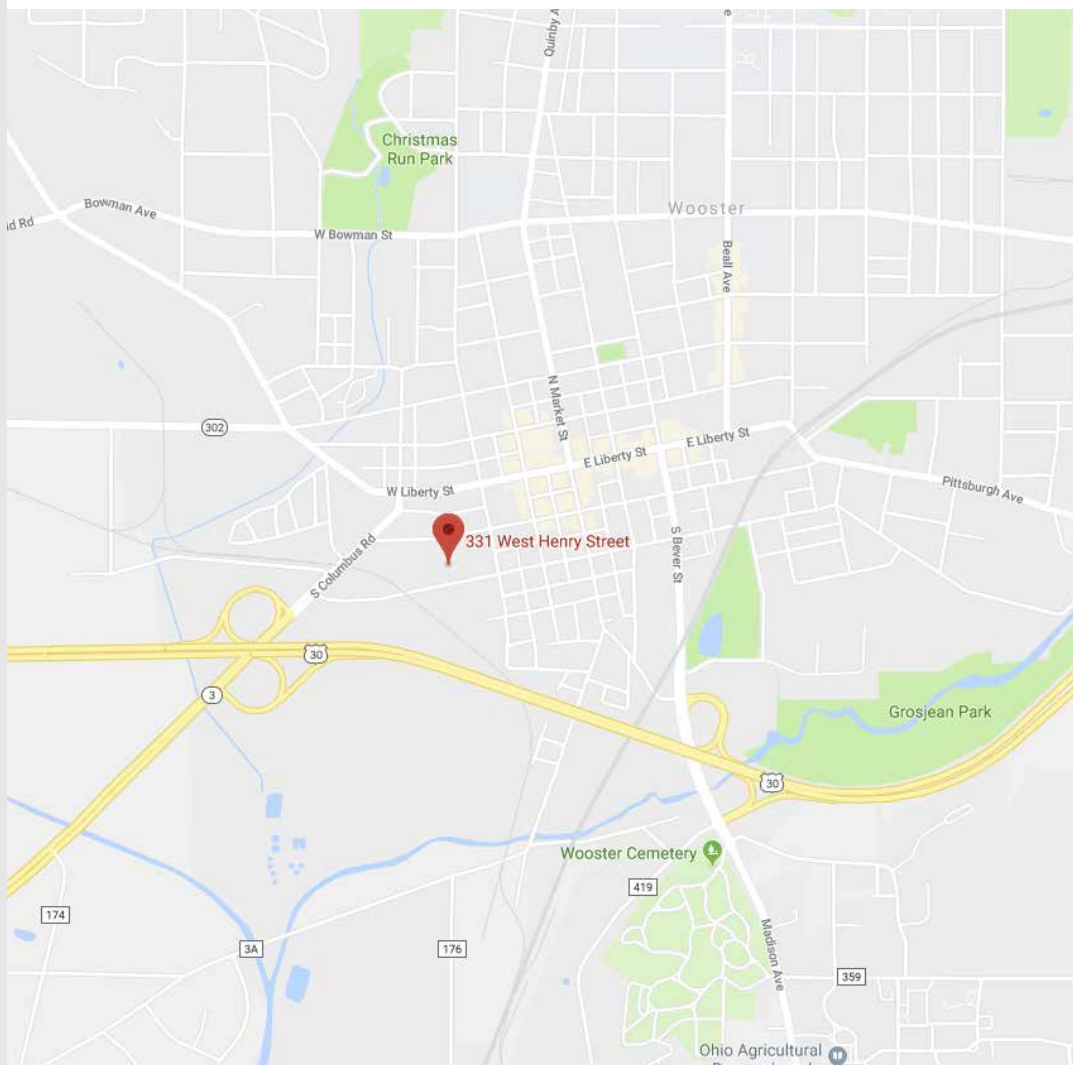 Quinby A
e
Christmas
Run Park
Bowman Ave
id Rd
W Bowman St
Wooster
Beall Ave
N Market St
302
E Liberty St
E Liberty St
W Liberty St
Pittsburgh Ave
S Columbus Rd
331 West Henry Street
S Bever St
30
3
Grosjean Park
30
Wooster Cemetery
419
174
3A
176
Madison Ave
359
Ohio Agricultural